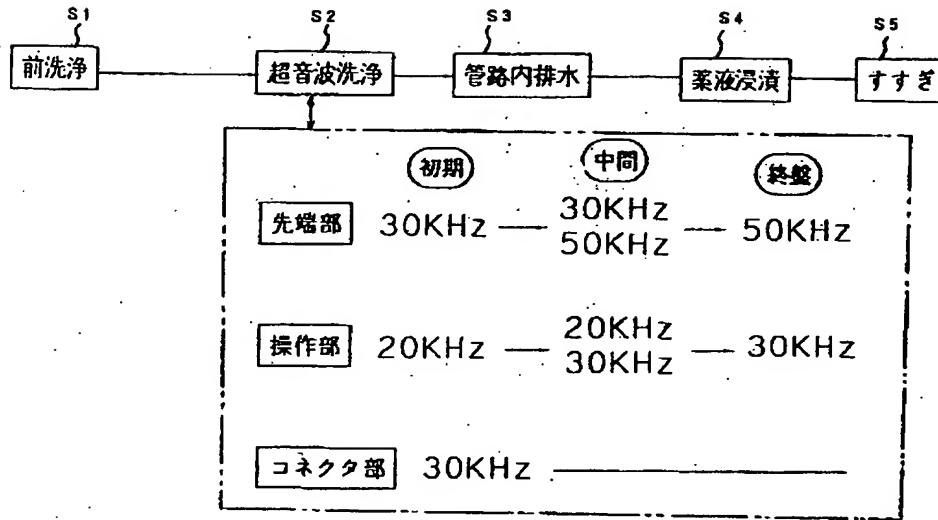 S1 S2 S3 S4 S5
前洗浄 超音波洗浄 管路内排水 薬液浸漬 すすぎ
初期 中間 終盤
先端部 30KHz 30KHz 50KHz 50KHz
操作部 20KHz 20KHz 30KHz 30KHz
コネクタ部 30KHz